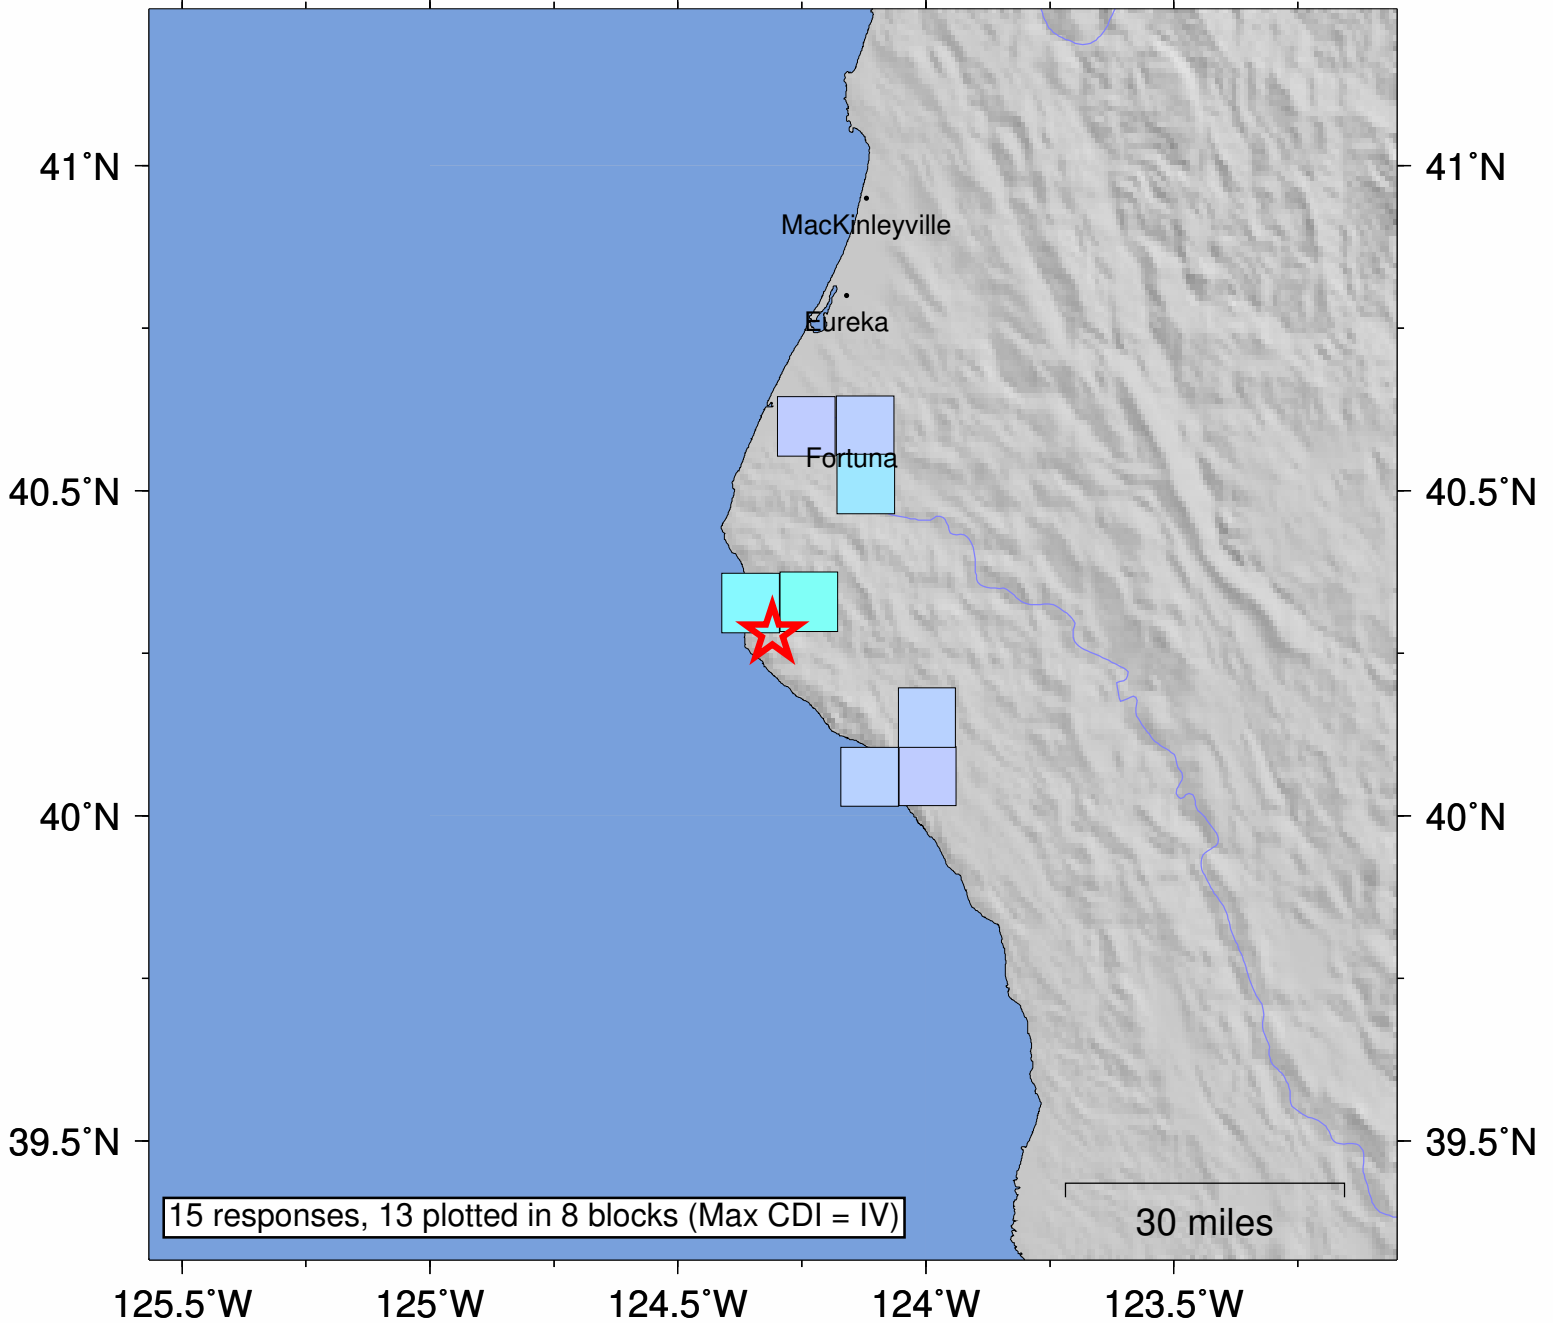 41°N
41°N
MacKinleyville
Eureka
Fortuna
40.5°N
40.5°N
40°N
40°N
39.5°N
39.5°N
15 responses, 13 plotted in 8 blocks (Max CDI = IV)
30 miles
125.5°W
125°W
124.5°W
124°W
123.5°W